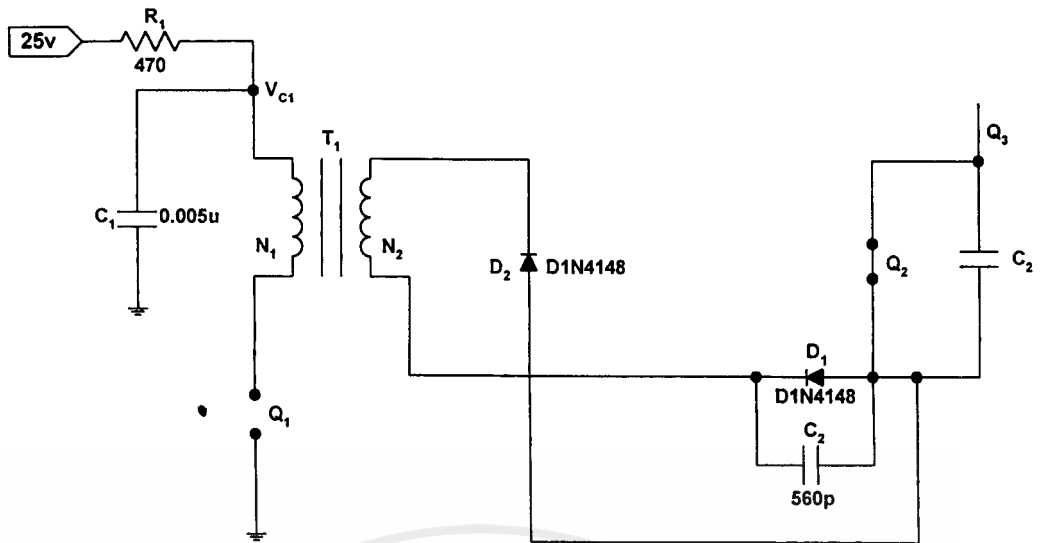 R1
25v
470
VC1
T1
Q3
C1
0.005u
N1
N2
D2
D1N4148
Q2
C2
D1
D1N4148
Q1
C2
560p